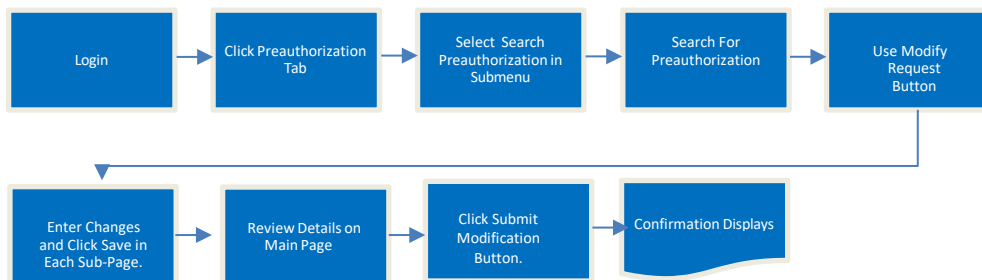 Login
Click Preauthorization
Tab
Select Search
Preauthorization in
Submenu
Search For
Preauthorization
Use Modify
Request
Button
Enter Changes
and Click Save in
Each Sub-Page.
Review Details on
Main Page
Click Submit
Modification
Button.
Confirmation Displays